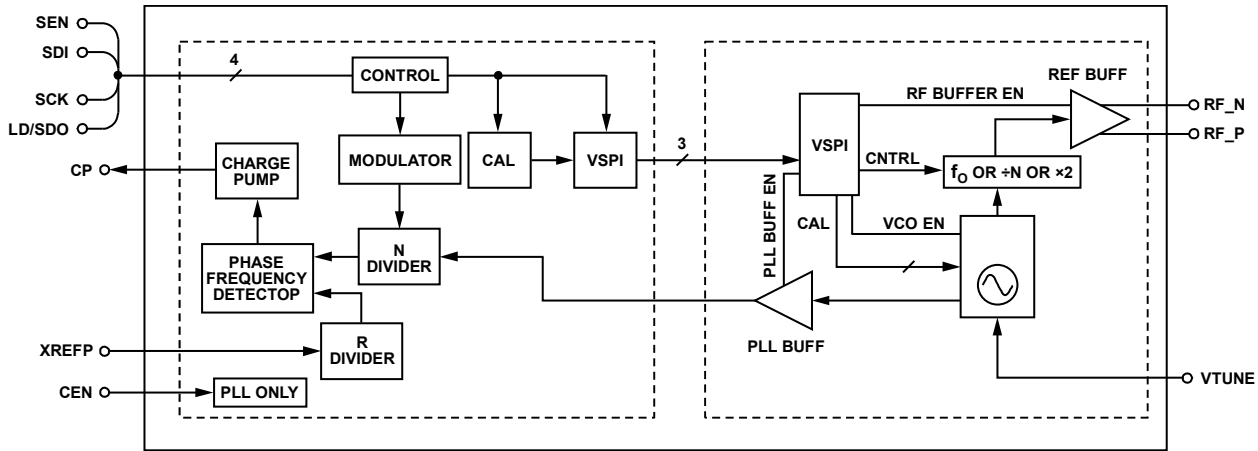 SEN
SDI
SCK
LD/SDO
CP
XREFP
CEN
4
CONTROL
MODULATOR
CAL
VSPI
CHARGE
PUMP
PHASE
FREQUENCY
DETECTOP
N
DIVIDER
R
DIVIDER
PLL ONLY
3
VSPI
RF BUFFER EN
REF BUFF
CNTRL
fO OR ÷N OR ×2
PLL BUFF EN
CAL
VCO EN
PLL BUFF
RF_N
RF_P
VTUNE